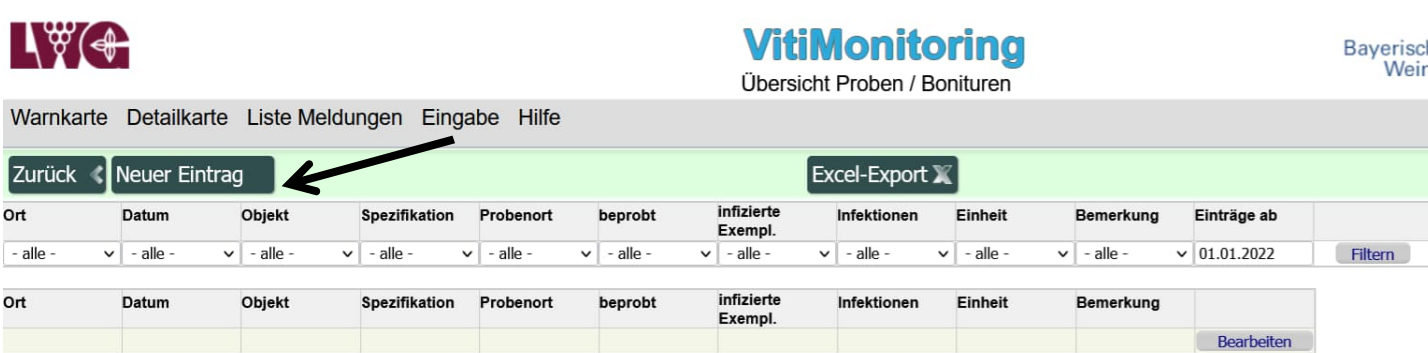 LWG
VitiMonitoring
Übersicht Proben / Bonituren
Warnkarte Detailkarte Liste Meldungen Eingabe Hilfe
Zurück Neuer Eintrag Excel-Export X
Ort Datum Objekt Spezifikation Probenort beprobt infizierte Exempl. Infektionen Einheit Bemerkung Einträge ab
- alle - - alle - - alle - - alle - - alle - - alle - - alle - - alle - - alle - - alle - 01.01.2022 Filtern
Ort Datum Objekt Spezifikation Probenort beprobt infizierte Exempl. Infektionen Einheit Bemerkung
Bearbeiten